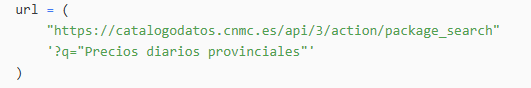 url = (
    "https://catalogodatos.cnmc.es/api/3/action/package_search"
    '?q="Precios diarios provinciales"'
)